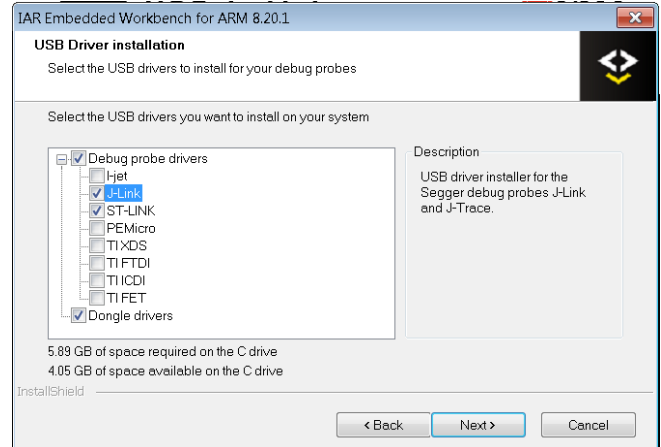 IAR Embedded Workbench for ARM 8.20.1
USB Driver installation
Select the USB drivers to install for your debug probes
Select the USB drivers you want to install on your system
Debug probe drivers
I-jet
J-Link
ST-LINK
PEMicro
TI XDS
TI FTDI
TI ICDI
TI FET
Dongle drivers
Description
USB driver installer for the
Segger debug probes J-Link
and J-Trace.
5.89 GB of space required on the C drive
4.05 GB of space available on the C drive
InstallShield
< Back
Next >
Cancel